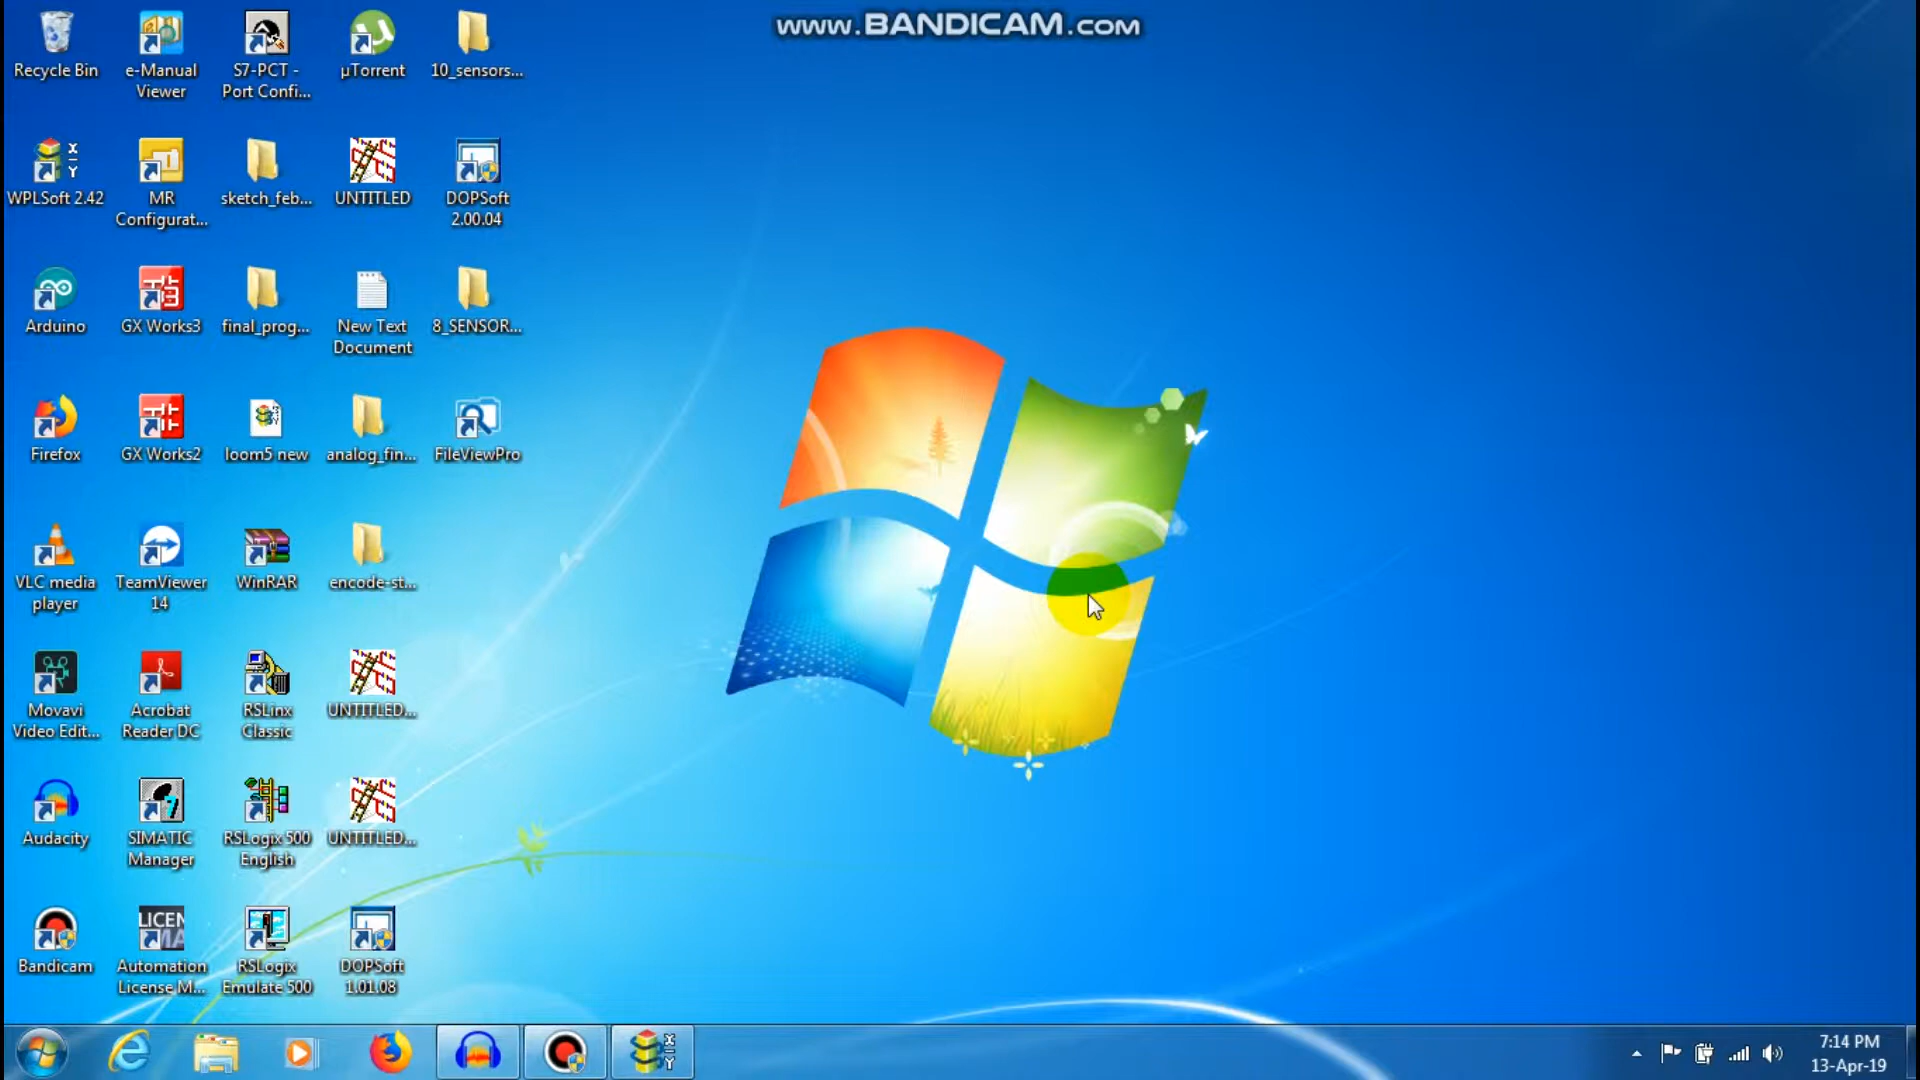 www.BANDICAM.com
Recycle Bin
e-Manual
Viewer
S7-PCT -
Port Confi...
µTorrent
10_sensors...
WPLSoft 2.42
MR
Configurat...
sketch_feb...
UNTITLED
DOPSoft
2.00.04
Arduino
GX Works3
final_prog...
New Text
Document
8_SENSOR...
Firefox
GX Works2
loom5 new
analog_fin...
FileViewPro
VLC media
player
TeamViewer
14
WinRAR
encode-st...
Movavi
Video Edit...
Acrobat
Reader DC
RSLinx
Classic
UNTITLED...
Audacity
SIMATIC
Manager
RSLogix 500
English
UNTITLED...
Bandicam
LICEN
MA
Automation
License M...
RSLogix
Emulate 500
DOPSoft
1.01.08
7:14 PM
13-Apr-19